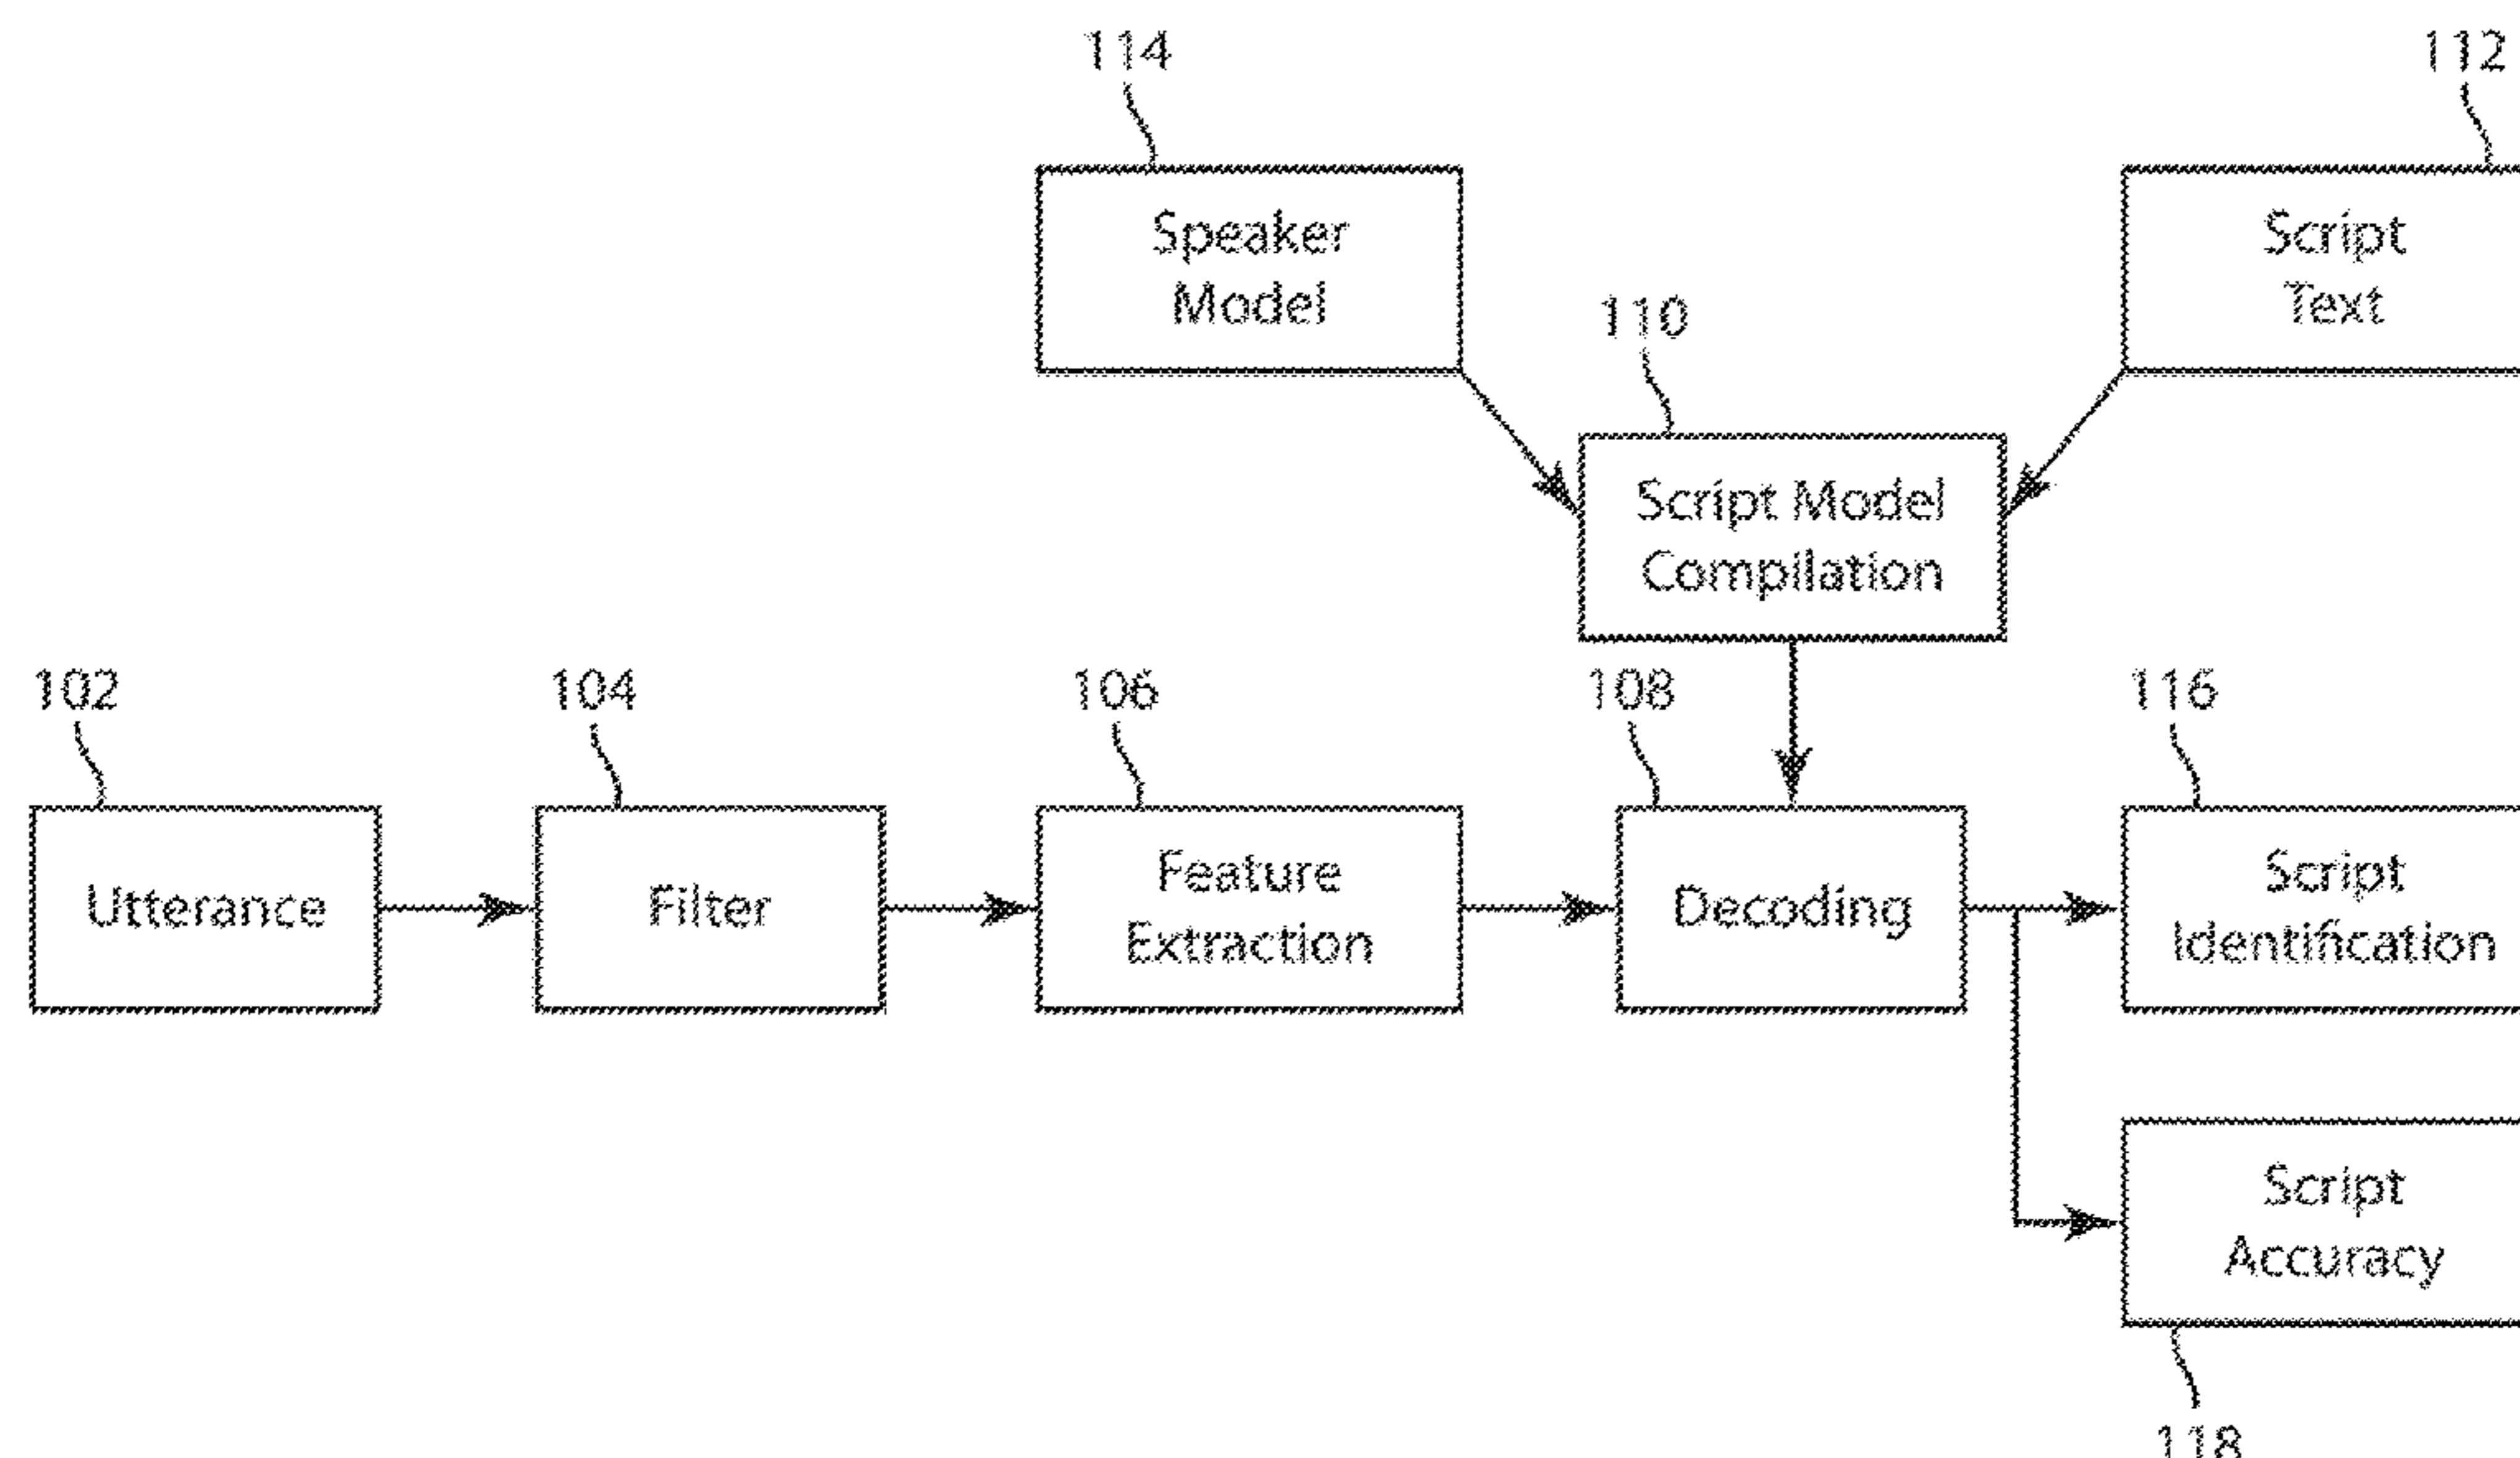 114
112
Speaker
Model
Script
Text
110
Script Model
Compilation
102
104
106
108
116
Utterance
Filter
Feature
Extraction
Decoding
Script
Identification
Script
Accuracy
118